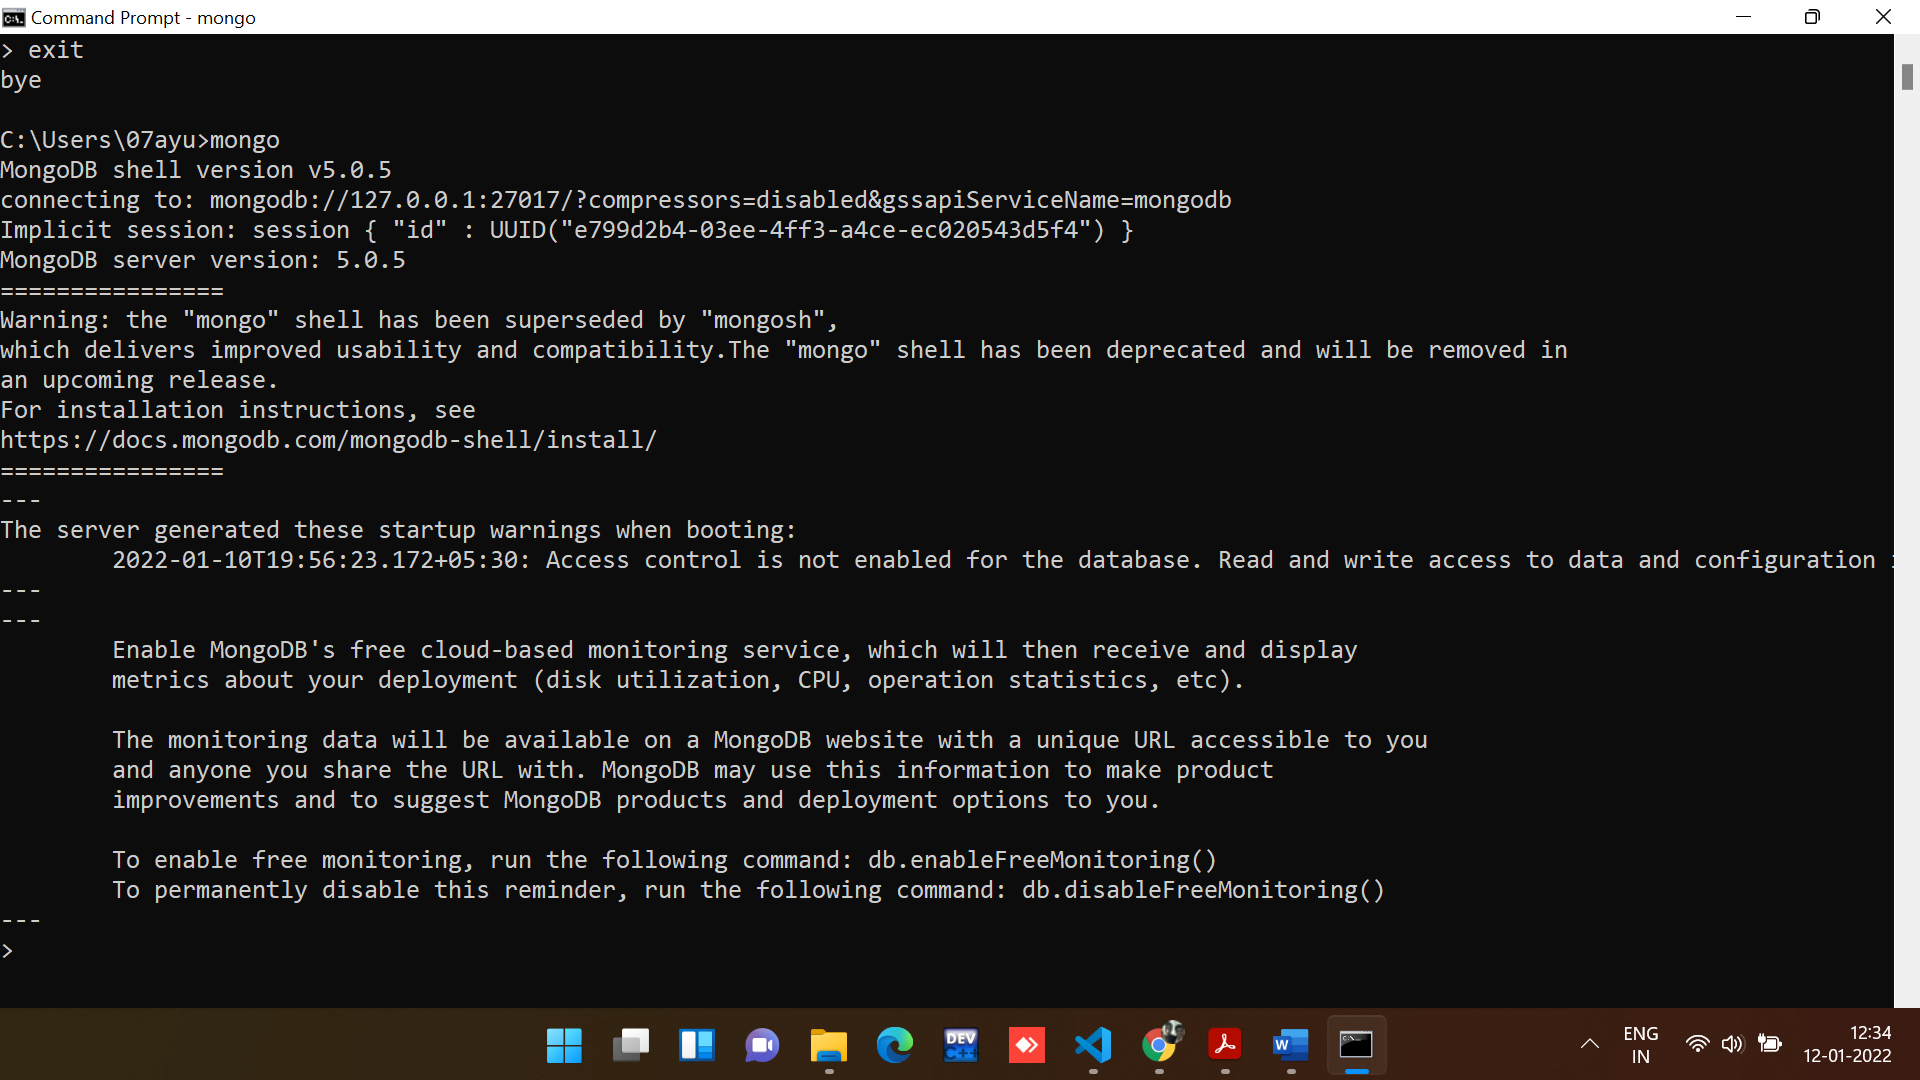 Command Prompt - mongo
> exit
bye
C:\Users\07ayu>mongo
MongoDB shell version v5.0.5
connecting to: mongodb://127.0.0.1:27017/?compressors=disabled&gssapiServiceName=mongodb
Implicit session: session { "id" : UUID("e799d2b4-03ee-4ff3-a4ce-ec020543d5f4") }
MongoDB server version: 5.0.5
================
Warning: the "mongo" shell has been superseded by "mongosh",
which delivers improved usability and compatibility.The "mongo" shell has been deprecated and will be removed in
an upcoming release.
For installation instructions, see
https://docs.mongodb.com/mongodb-shell/install/
================
---
The server generated these startup warnings when booting:
        2022-01-10T19:56:23.172+05:30: Access control is not enabled for the database. Read and write access to data and configuration
---
---
        Enable MongoDB's free cloud-based monitoring service, which will then receive and display
        metrics about your deployment (disk utilization, CPU, operation statistics, etc).
        The monitoring data will be available on a MongoDB website with a unique URL accessible to you
        and anyone you share the URL with. MongoDB may use this information to make product
        improvements and to suggest MongoDB products and deployment options to you.
        To enable free monitoring, run the following command: db.enableFreeMonitoring()
        To permanently disable this reminder, run the following command: db.disableFreeMonitoring()
---
>
DEV
C++
W
ENG
IN
12:34
12-01-2022